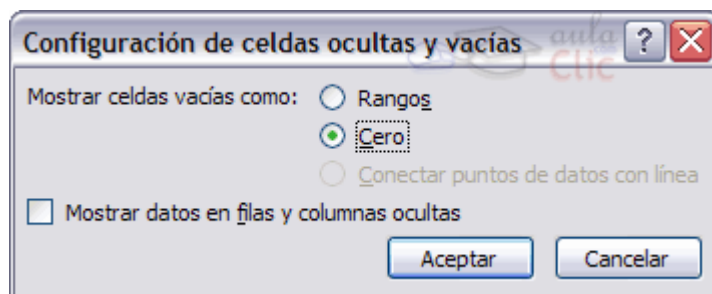 Configuración de celdas ocultas y vacías
aula Clic
?
Mostrar celdas vacías como:
Rangos
Cero
Conectar puntos de datos con línea
Mostrar datos en filas y columnas ocultas
Aceptar
Cancelar